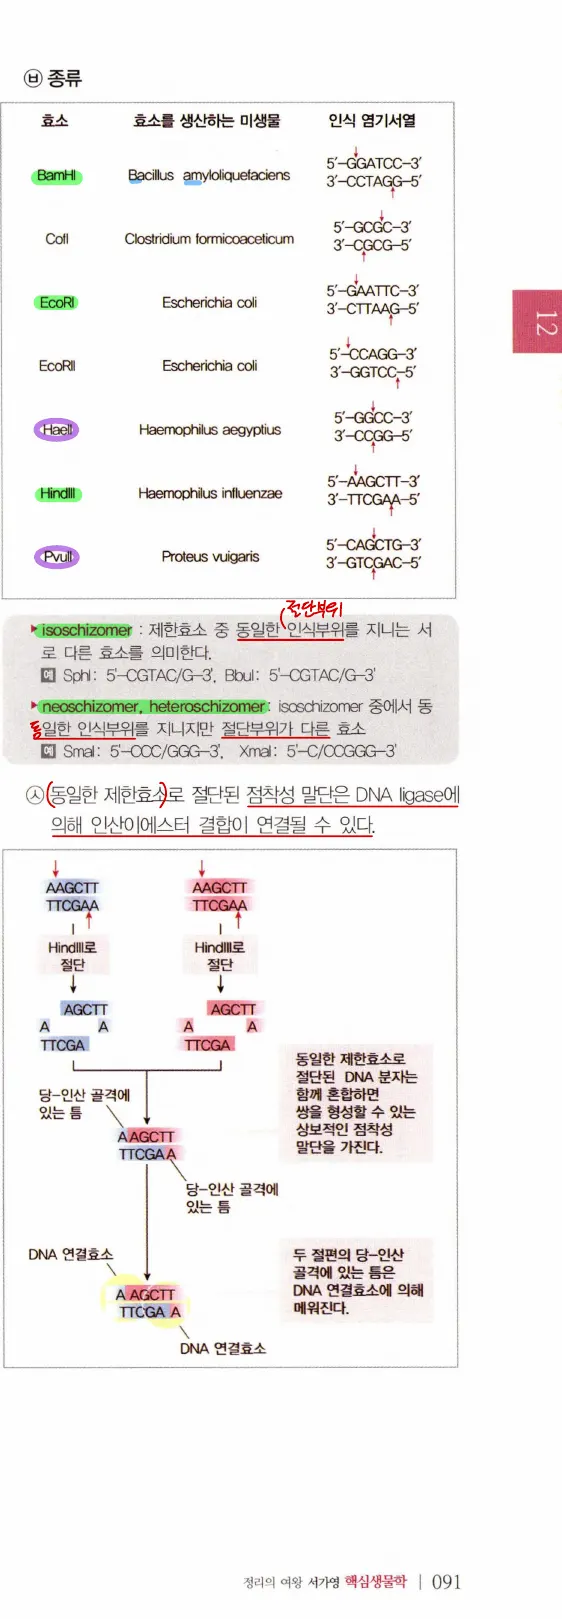 ㅂ 종류
효소 효소를 생산하는 미생물 인식 염기서열
BamHI Bacillus amyloliquefaciens 5′-GGATCC-3′
3′-CCTAGG-5′
CofI Clostridium formicoaceticum 5′-GCGC-3′
3′-CGCG-5′
EcoRI Escherichia coli 5′-GAATTC-3′
3′-CTTAAG-5′
EcoRII Escherichia coli 5′-CCAGG-3′
3′-GGTCC-5′
HaeII Haemophilus aegyptius 5′-GGCC-3′
3′-CCGG-5′
HindIII Haemophilus influenzae 5′-AAGCTT-3′
3′-TTCGAA-5′
PvuII Proteus vuigaris 5′-CAGCTG-3′
3′-GTCGAC-5′
절단부위
isoschizomer : 제한효소 중 동일한 인식부위를 지니는 서
로 다른 효소를 의미한다.
예 SphI: 5′-CGTAC/G-3′, BbuI: 5′-CGTAC/G-3′
neoschizomer, heteroschizomer: isoschizomer 중에서 동
일한 인식부위를 지니지만 절단부위가 다른 효소
예 SmaI: 5′-CCC/GGG-3′, XmaI: 5′-C/CCGGG-3′
ㅅ 동일한 제한효소로 절단된 점착성 말단은 DNA ligase에
의해 인산이에스터 결합이 연결될 수 있다.
AAGCTT AAGCTT
TTCGAA TTCGAA
HindIII로 HindIII로
절단 절단
AGCTT AGCTT
A A A A
TTCGA TTCGA
동일한 제한효소로
절단된 DNA 분자는
함께 혼합하면
쌍을 형성할 수 있는
상보적인 점착성
말단을 가진다.
당-인산 골격에
있는 틈
A AGCTT
TTCGA A
당-인산 골격에
있는 틈
DNA 연결효소
두 절편의 당-인산
골격에 있는 틈은
DNA 연결효소에 의해
메워진다.
A AGCTT
TTCGA A
DNA 연결효소
12
정리의 여왕 서가영 핵심생물학 | 091